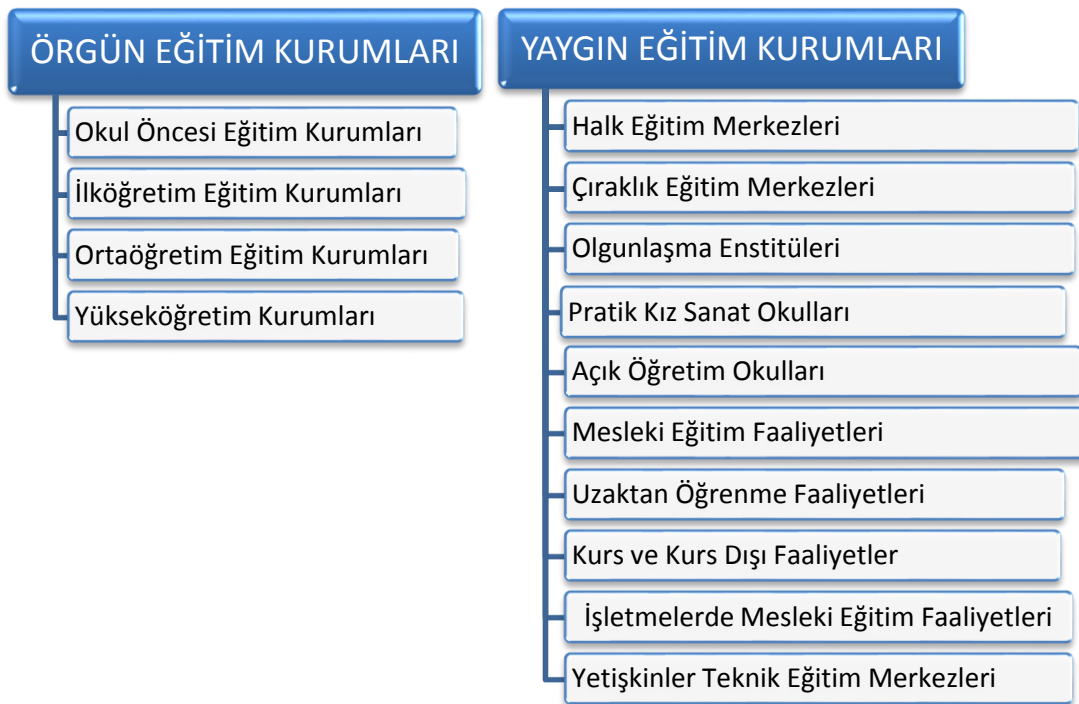 ÖRGÜN EĞİTİM KURUMLARI
Okul Öncesi Eğitim Kurumları
İlköğretim Eğitim Kurumları
Ortaöğretim Eğitim Kurumları
Yükseköğretim Kurumları
YAYGIN EĞİTİM KURUMLARI
Halk Eğitim Merkezleri
Çıraklık Eğitim Merkezleri
Olgunlaşma Enstitüleri
Pratik Kız Sanat Okulları
Açık Öğretim Okulları
Mesleki Eğitim Faaliyetleri
Uzaktan Öğrenme Faaliyetleri
Kurs ve Kurs Dışı Faaliyetler
İşletmelerde Mesleki Eğitim Faaliyetleri
Yetişkinler Teknik Eğitim Merkezleri